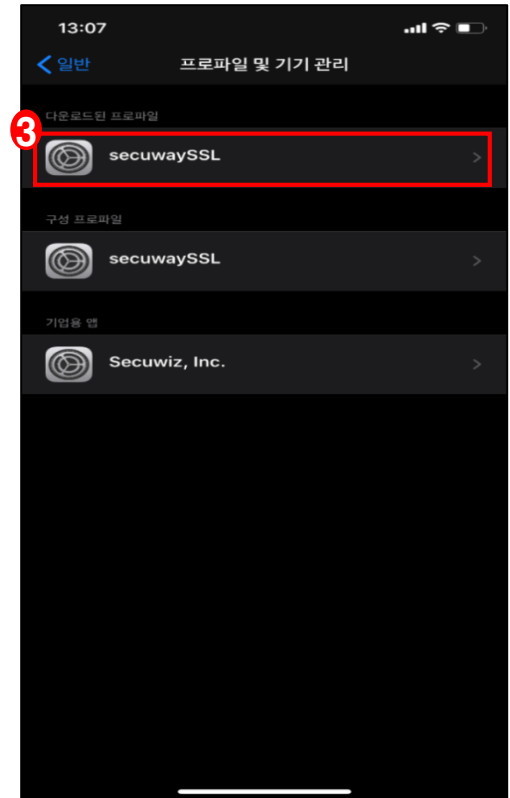 13:07
일반
프로파일 및 기기 관리
다운로드된 프로파일
3
secuwaySSL
구성 프로파일
secuwaySSL
기업용 앱
Secuwiz, Inc.